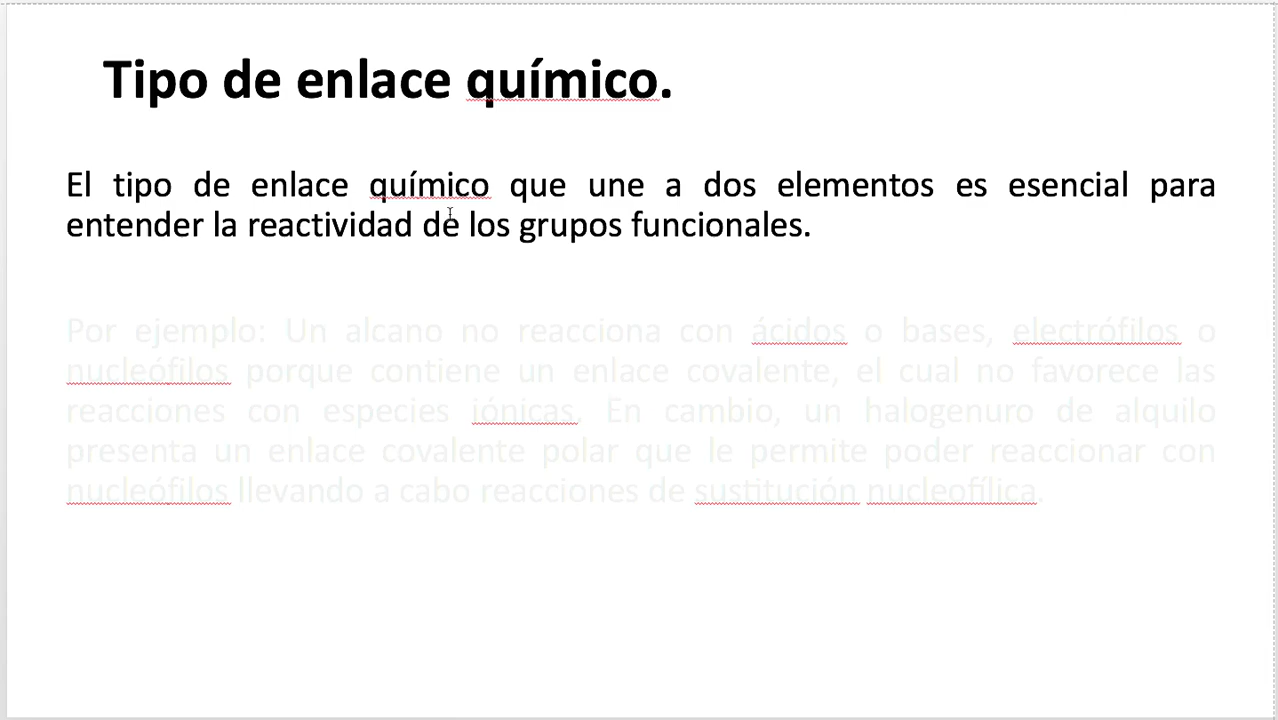 Tipo de enlace químico.
El tipo de enlace químico que une a dos elementos es esencial para
entender la reactividad de los grupos funcionales.
Por ejemplo: Un alcano no reacciona con ácidos o bases, electrófilos o
nucleófilos porque contiene un enlace covalente, el cual no favorece las
reacciones con especies iónicas. En cambio, un halogenuro de alquilo
presenta un enlace covalente polar que le permite poder reaccionar con
nucleófilos llevando a cabo reacciones de sustitución nucleofílica.